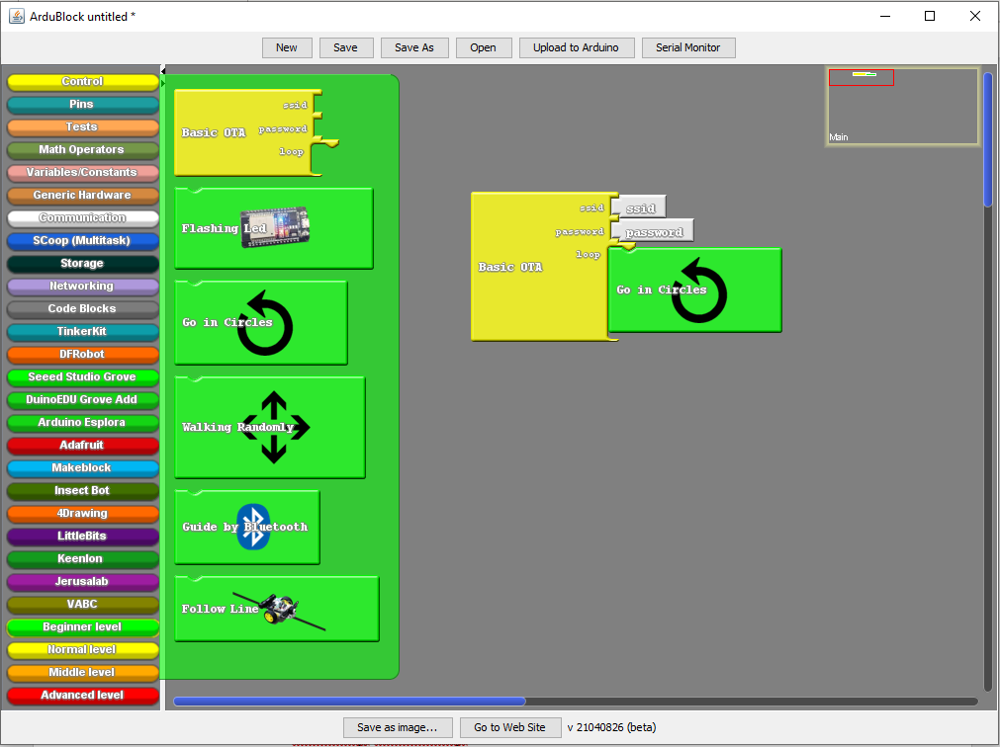 ArduBlock untitled *
New Save Save As Open Upload to Arduino Serial Monitor
Control
Pins
Tests
Math Operators
Variables/Constants
Generic Hardware
Communication
SCoop (Multitask)
Storage
Networking
Code Blocks
TinkerKit
DFRobot
Seeed Studio Grove
DuinoEDU Grove Add
Arduino Esplora
Adafruit
Makeblock
Insect Bot
4Drawing
LittleBits
Keenlon
Jerusalab
VABC
Beginner level
Normal level
Middle level
Advanced level
ssid
Basic OTA password
loop
Flashing Led
Go in Circles
Walking Randomly
Guide by Bluetooth
Follow Line
ssid ssid
password password
loop
Basic OTA
Go in Circles
Main
Save as image... Go to Web Site v 21040826 (beta)